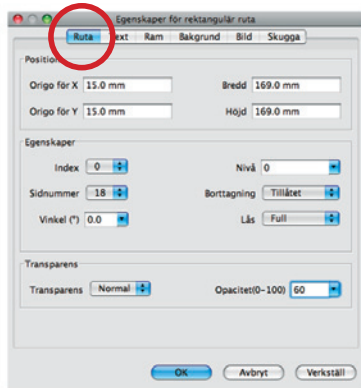 Egenskaper för rektangulär ruta
Ruta Text Ram Bakgrund Bild Skugga
Position
Origo för X 15.0 mm Bredd 169.0 mm
Origo för Y 15.0 mm Höjd 169.0 mm
Egenskaper
Index 0 Nivå 0
Sidnummer 18 Borttagning Tillåtet
Vinkel (°) 0.0 Lås Full
Transparens
Transparens Normal Opacitet(0-100) 60
OK Avbryt Verkställ